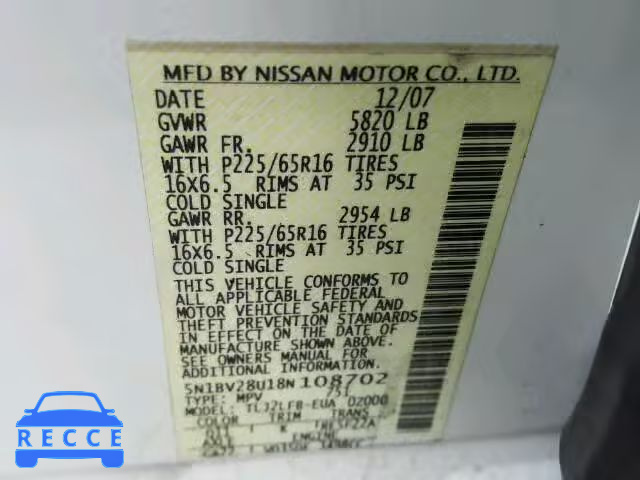 MFD BY NISSAN MOTOR CO., LTD.
DATE 12/07
GVWR 5820 LB
GAWR FR. 2910 LB
WITH P225/65R16 TIRES
16X6.5 RIMS AT 35 PSI
COLD SINGLE
GAWR RR. 2954 LB
WITH P225/65R16 TIRES
16X6.5 RIMS AT 35 PSI
COLD SINGLE
THIS VEHICLE CONFORMS TO
ALL APPLICABLE FEDERAL
MOTOR VEHICLE SAFETY AND
THEFT PREVENTION STANDARDS
IN EFFECT ON THE DATE OF
MANUFACTURE SHOWN ABOVE.
SEE OWNERS MANUAL FOR
ADDITIONAL INFORMATION.
5N1BV28U18N108702
TYPE: MPV
MODEL: TLJ2LFB-EUA
COLOR TRIM TRANS
K
ENGINE
RECCE